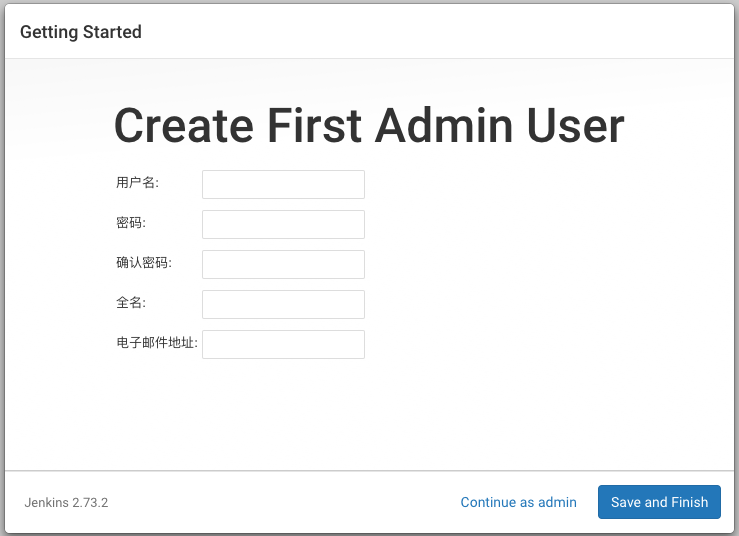 Getting Started
Create First Admin User
用户名:
密码:
确认密码:
全名:
电子邮件地址:
Jenkins 2.73.2
Continue as admin
Save and Finish